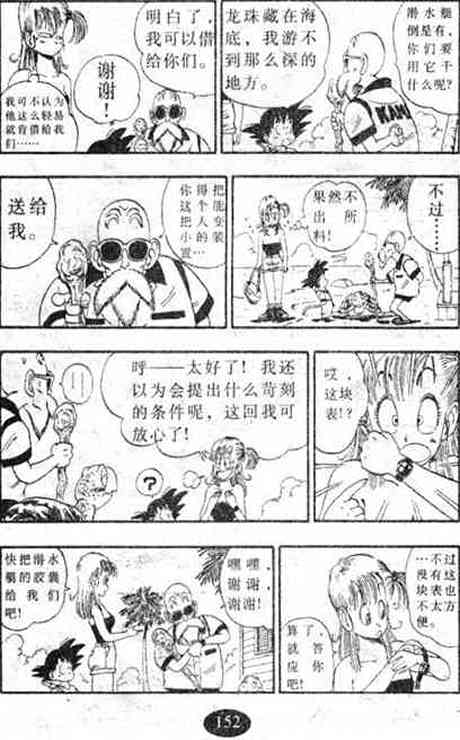 潜水艇
倒是有，
你们要
用它干
什么呢？
龙珠藏在海
底，我游不
到那么深的
地方。
KAM
明白了，
我可以借
给你们。
谢谢！
我可不认为
他这么轻易
就肯借给我
们……
不过……
果然不
出所
料！
把能变装
得个人的…
你这把小置
送给
我。
哎，
这块
表！？
呼——太好了！我还
以为会提出什么苛刻
的条件呢，这回我可
放心了！
？
…不过
没有这
块表也太
不方便。
算了，
就答
应你
吧！
嘿嘿，
谢谢，
谢谢！
快把潜水
艇的胶囊
给我们
吧！
152